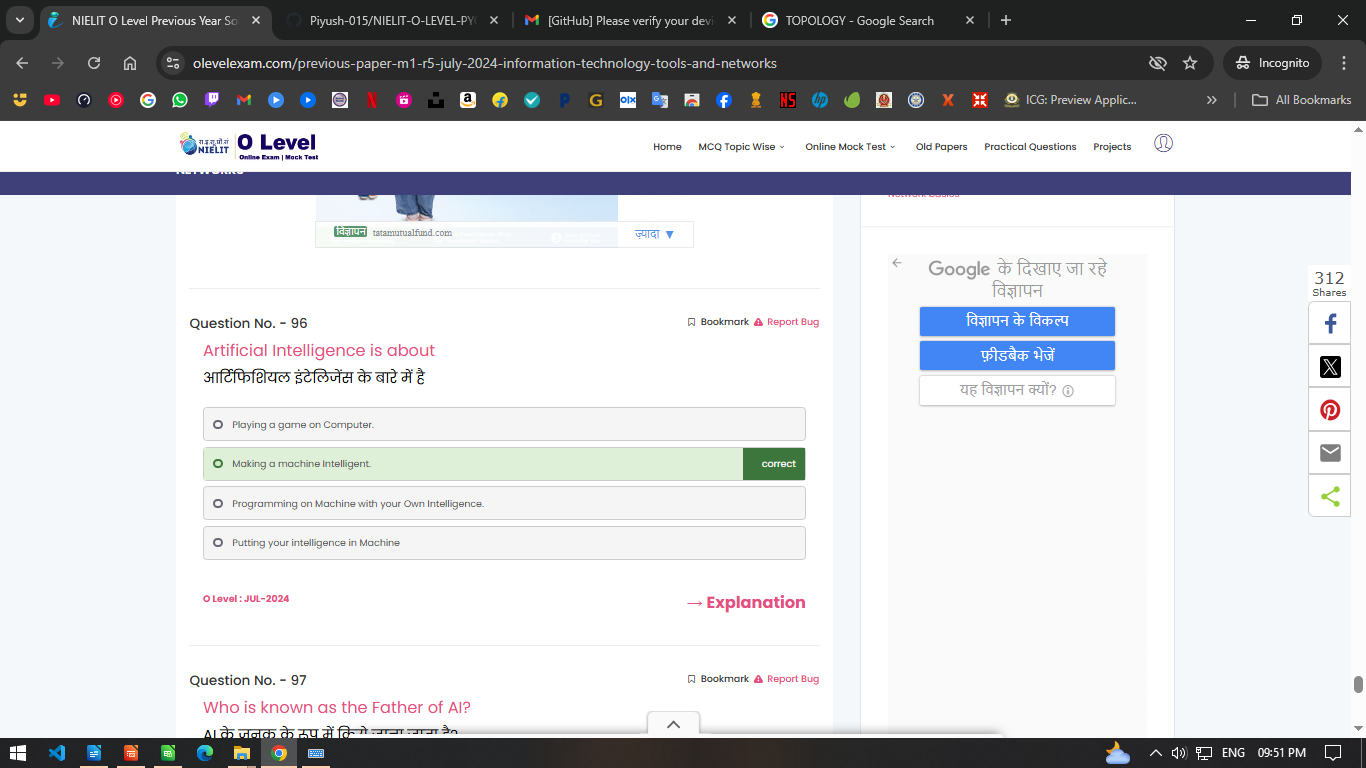 NIELIT O Level Previous Year So
Piyush-015/NIELIT-O-LEVEL-PY
[GitHub] Please verify your devi
TOPOLOGY - Google Search
olevelexam.com/previous-paper-m1-r5-july-2024-information-technology-tools-and-networks
Incognito
ICG: Preview Applic...
All Bookmarks
NIELIT
O Level
Online Exam | Mock Test
Home
MCQ Topic Wise
Online Mock Test
Old Papers
Practical Questions
Projects
NETWORKS
Network Basics
विज्ञापन
tatamutualfund.com
ज़्यादा ▼
Google के दिखाए जा रहे
विज्ञापन
विज्ञापन के विकल्प
फ़ीडबैक भेजें
यह विज्ञापन क्यों?
312
Shares
Question No. - 96
Bookmark
Report Bug
Artificial Intelligence is about
आर्टिफिशियल इंटेलिजेंस के बारे में है
Playing a game on Computer.
Making a machine Intelligent.
correct
Programming on Machine with your Own Intelligence.
Putting your intelligence in Machine
O Level : JUL-2024
→ Explanation
Question No. - 97
Bookmark
Report Bug
Who is known as the Father of AI?
AI के जनक के रूप में किसे जाना जाता है?
ENG
09:51 PM